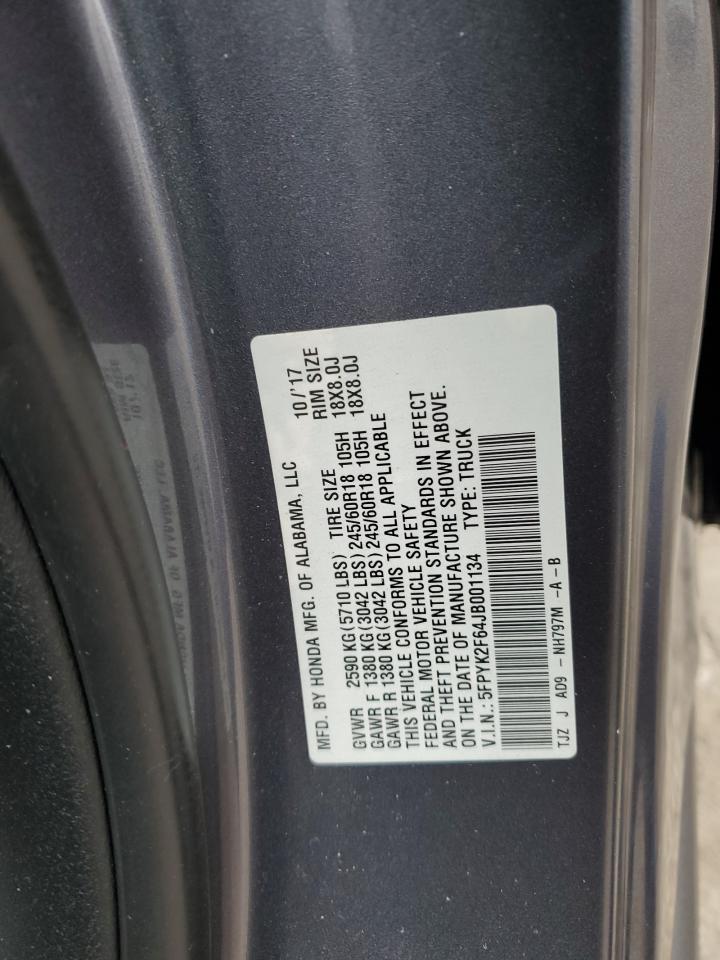 MFD. BY HONDA MFG. OF ALABAMA, LLC 10/'17
GVWR 2590 KG(5710 LBS) TIRE SIZE RIM SIZE
GAWR F 1380 KG(3042 LBS) 245/60R18 105H 18X8.0J
GAWR R 1380 KG(3042 LBS) 245/60R18 105H 18X8.0J
THIS VEHICLE CONFORMS TO ALL APPLICABLE
FEDERAL MOTOR VEHICLE SAFETY
AND THEFT PREVENTION STANDARDS IN EFFECT
ON THE DATE OF MANUFACTURE SHOWN ABOVE.
V.I.N.: 5FPYK2F64JB001134 TYPE: TRUCK
TJZ J AD9 - NH797M -A-B